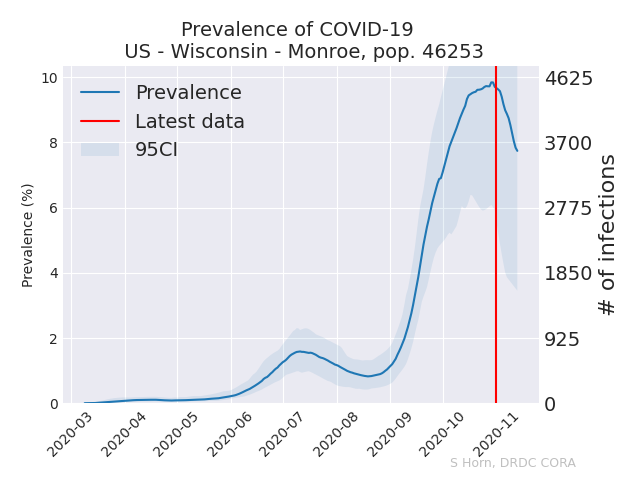 Prevalence of COVID-19
US - Wisconsin - Monroe, pop. 46253
Prevalence
Latest data
95CI
Prevalence (%)
10
8
6
4
2
0
4625
3700
2775
1850
925
0
# of infections
2020-03
2020-04
2020-05
2020-06
2020-07
2020-08
2020-09
2020-10
2020-11
S Horn, DRDC CORA